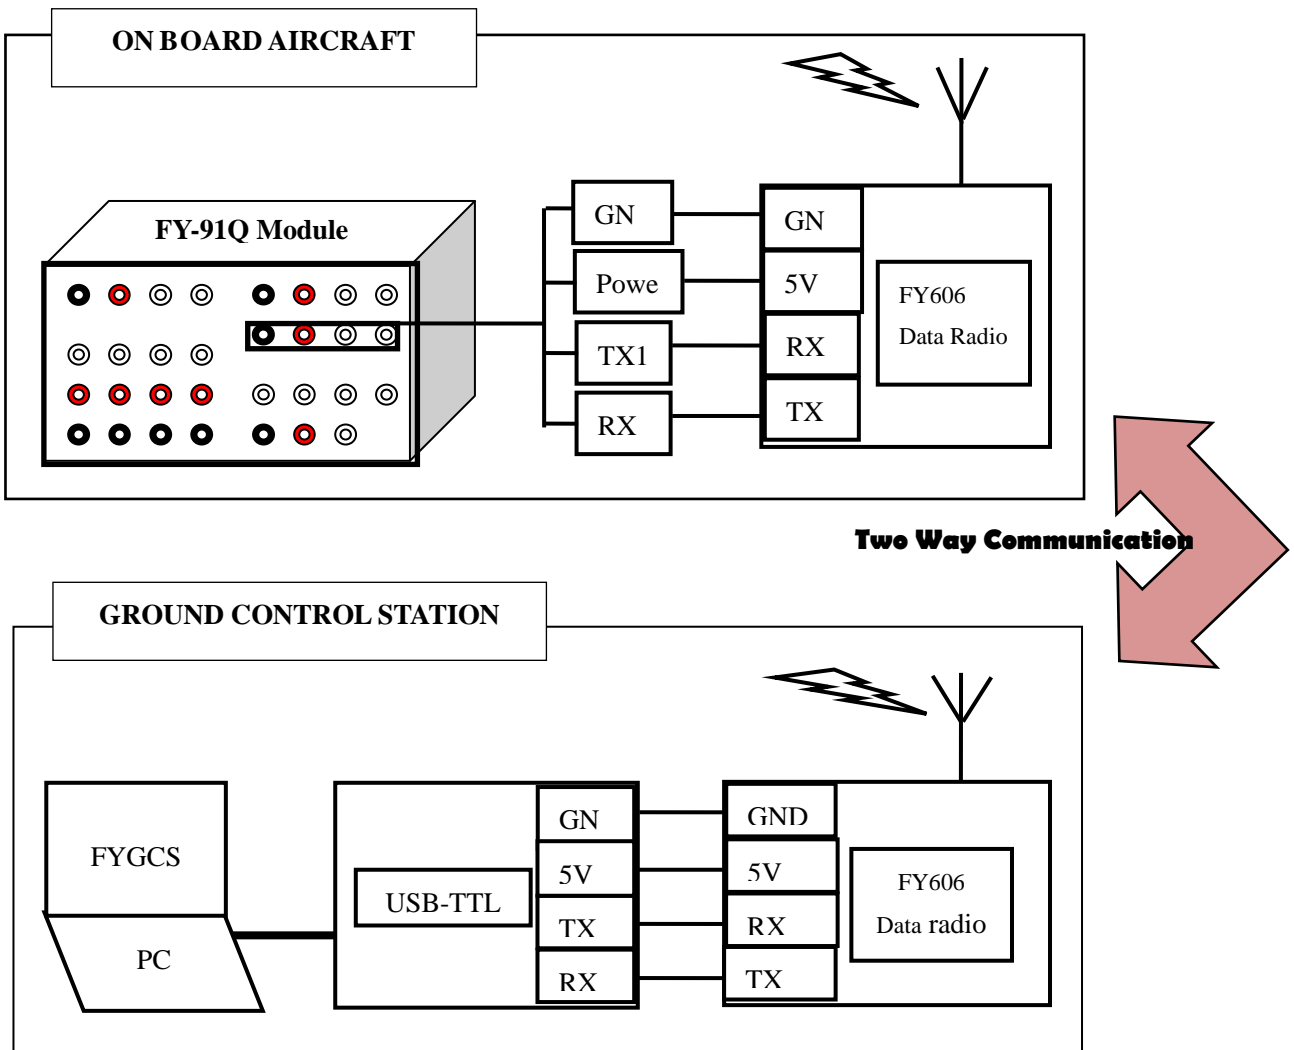 ON BOARD AIRCRAFT
FY-91Q Module
GN
Powe
TX1
RX
GN
5V
RX
TX
FY606
Data Radio
Two Way Communication
GROUND CONTROL STATION
FYGCS
PC
USB-TTL
GN
5V
TX
RX
GND
5V
RX
TX
FY606
Data radio